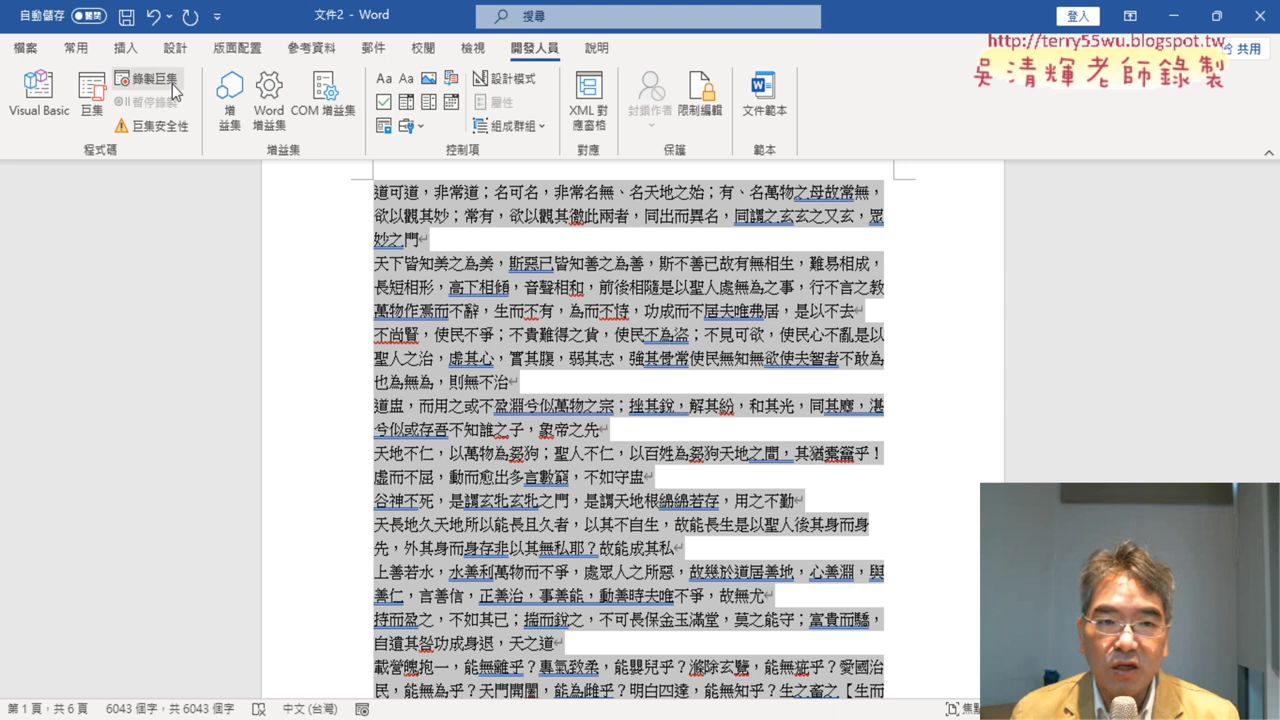 自動儲存 關閉 文件2 - Word 搜尋 登入
檔案 常用 插入 設計 版面配置 參考資料 郵件 校閱 檢視 開發人員 說明 共用
http://terry55wu.blogspot.tw
吳清輝老師錄製
Visual Basic 巨集 錄製巨集 暫停錄製 巨集安全性 增益集 Word 增益集 COM 增益集 設計模式 屬性 組成群組 XML 對應窗格 封鎖作者 限制編輯 文件範本
程式碼 增益集 控制項 對應 保護 範本
道可道，非常道；名可名，非常名無、名天地之始；有、名萬物之母故常無，
欲以觀其妙；常有，欲以觀其徼此兩者，同出而異名，同謂之玄玄之又玄，眾
妙之門
天下皆知美之為美，斯惡已皆知善之為善，斯不善已故有無相生，難易相成，
長短相形，高下相傾，音聲相和，前後相隨是以聖人處無為之事，行不言之教
萬物作焉而不辭，生而不有，為而不恃，功成而不居夫唯弗居，是以不去
不尚賢，使民不爭；不貴難得之貨，使民不為盜；不見可欲，使民心不亂是以
聖人之治，虛其心，實其腹，弱其志，強其骨常使民無知無欲使夫智者不敢為
也為無為，則無不治
道盅，而用之或不盈淵兮似萬物之宗；挫其銳，解其紛，和其光，同其塵，湛
兮似或存吾不知誰之子，象帝之先
天地不仁，以萬物為芻狗；聖人不仁，以百姓為芻狗天地之間，其猶橐籥乎！
虛而不屈，動而愈出多言數窮，不如守盅
谷神不死，是謂玄牝玄牝之門，是謂天地根綿綿若存，用之不勤
天長地久天地所以能長且久者，以其不自生，故能長生是以聖人後其身而身
先，外其身而身存非以其無私耶？故能成其私
上善若水，水善利萬物而不爭，處眾人之所惡，故幾於道居善地，心善淵，與
善仁，言善信，正善治，事善能，動善時夫唯不爭，故無尤
持而盈之，不如其已；揣而銳之，不可長保金玉滿堂，莫之能守；富貴而驕，
自遺其咎功成身退，天之道
載營魄抱一，能無離乎？專氣致柔，能嬰兒乎？滌除玄覽，能無疵乎？愛國治
民，能無為乎？天門開闔，能為雌乎？明白四達，能無知乎？生之畜之【生而
第 1 頁，共 6 頁 6043 個字，共 6043 個字 中文 (台灣)